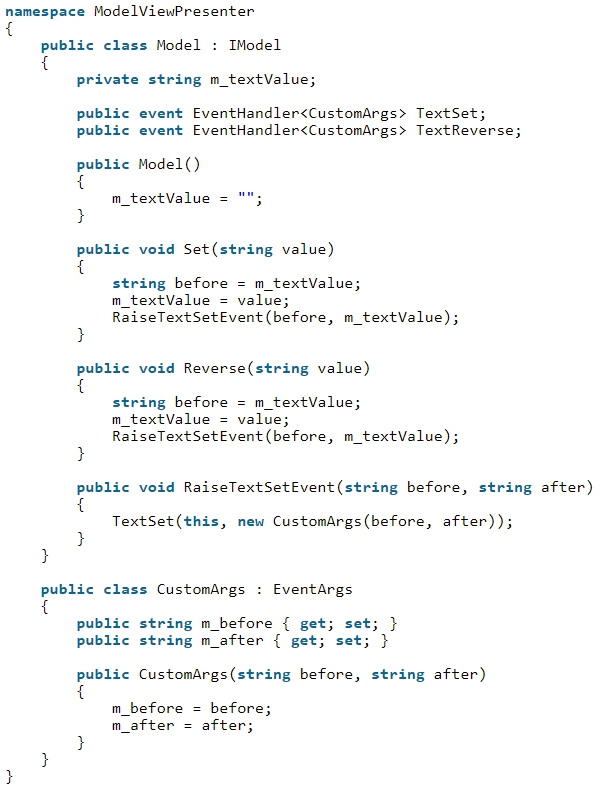 namespace ModelViewPresenter
{
    public class Model : IModel
    {
        private string m_textValue;

        public event EventHandler<CustomArgs> TextSet;
        public event EventHandler<CustomArgs> TextReverse;

        public Model()
        {
            m_textValue = "";
        }

        public void Set(string value)
        {
            string before = m_textValue;
            m_textValue = value;
            RaiseTextSetEvent(before, m_textValue);
        }

        public void Reverse(string value)
        {
            string before = m_textValue;
            m_textValue = value;
            RaiseTextSetEvent(before, m_textValue);
        }

        public void RaiseTextSetEvent(string before, string after)
        {
            TextSet(this, new CustomArgs(before, after));
        }
    }

    public class CustomArgs : EventArgs
    {
        public string m_before { get; set; }
        public string m_after { get; set; }

        public CustomArgs(string before, string after)
        {
            m_before = before;
            m_after = after;
        }
    }
}